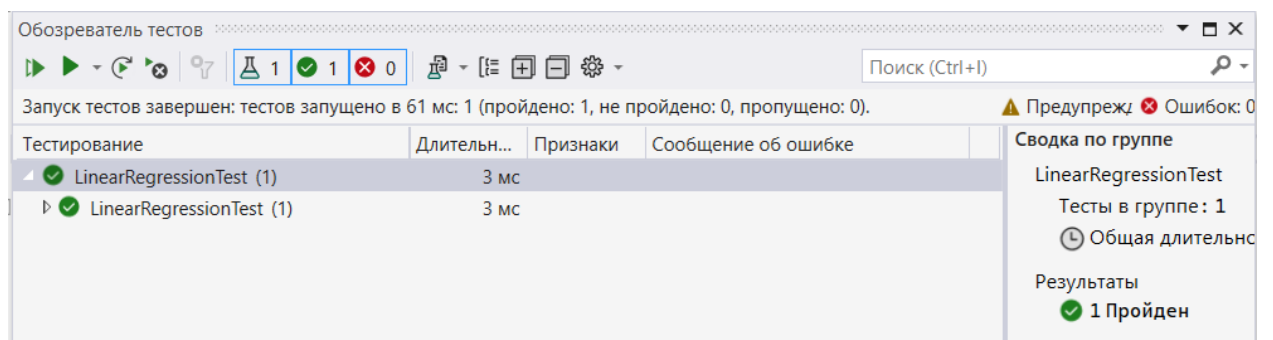 Обозреватель тестов
1 1 0 Поиск (Ctrl+I)
Запуск тестов завершен: тестов запущено в 61 мс: 1 (пройдено: 1, не пройдено: 0, пропущено: 0). Предупреж Ошибок: 0
Тестирование Длительн... Признаки Сообщение об ошибке
LinearRegressionTest (1) 3 мс
LinearRegressionTest (1) 3 мс
Сводка по группе
LinearRegressionTest
Тесты в группе: 1
Общая длительно
Результаты
1 Пройден